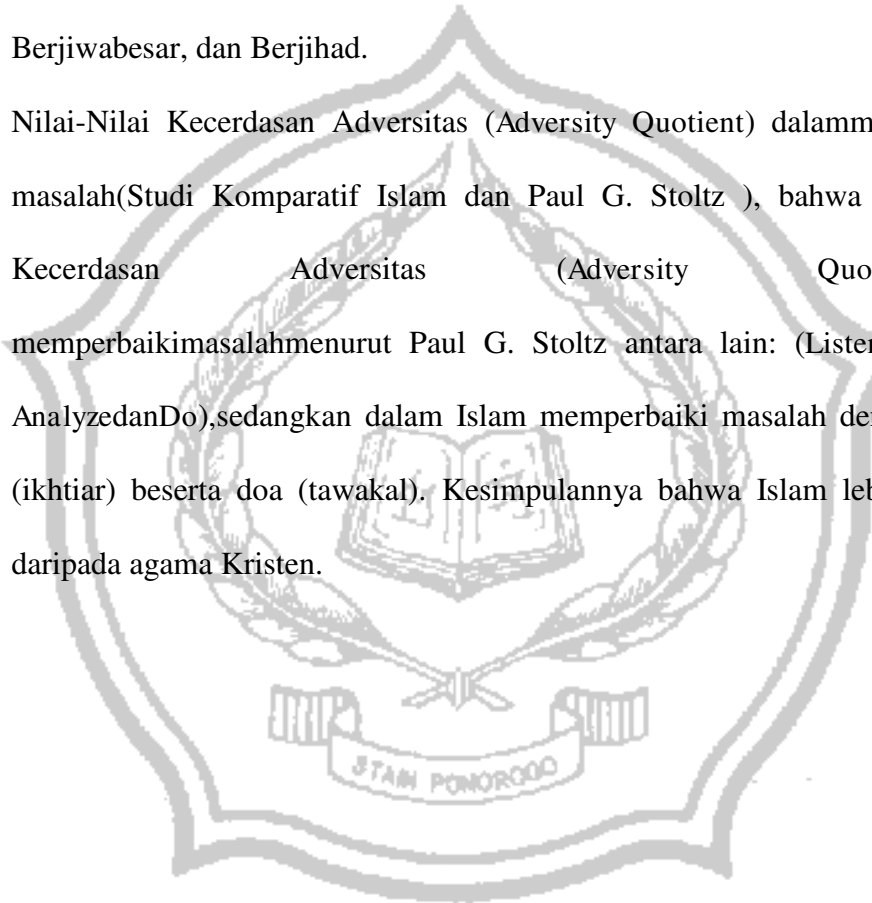 Berjiwabesar, dan Berjihad.
Nilai-Nilai Kecerdasan Adversitas (Adversity Quotient) dalamm
masalah(Studi Komparatif Islam dan Paul G. Stoltz ), bahwa
Kecerdasan Adversitas (Adversity Quo
memperbaikimasalahmenurut Paul G. Stoltz antara lain: (Listen
AnalyzedanDo),sedangkan dalam Islam memperbaiki masalah de
(ikhtiar) beserta doa (tawakal). Kesimpulannya bahwa Islam leb
daripada agama Kristen.
STAIN PONOROGO